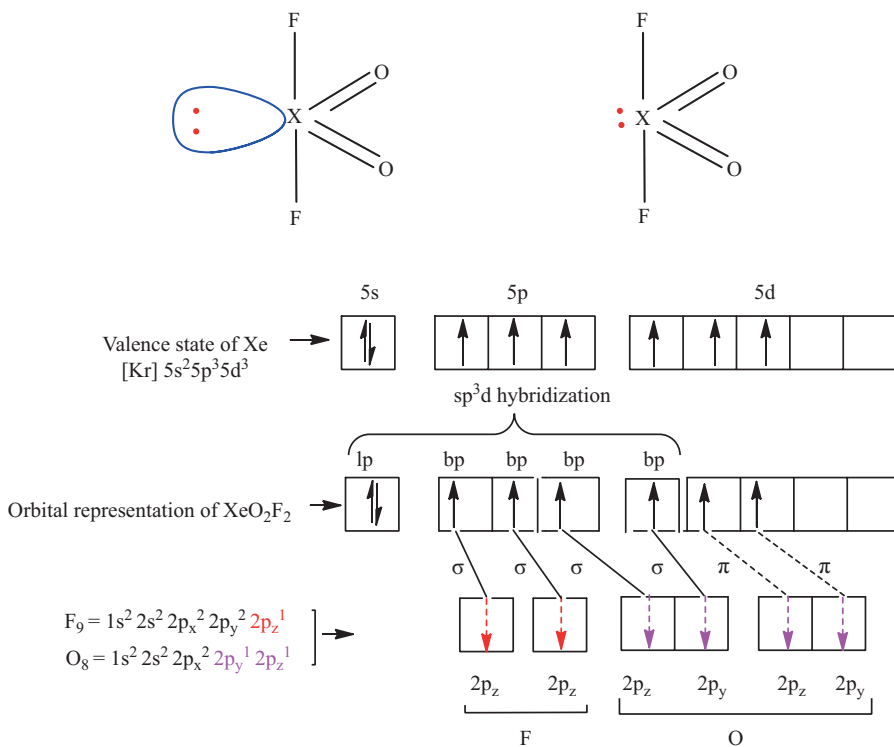 F F
O O
X X
O O
F F
5s 5p 5d
Valence state of Xe
[Kr] 5s²5p³5d³
sp³d hybridization
lp bp bp bp bp
Orbital representation of XeO₂F₂
σ σ σ σ π π
F₉ = 1s² 2s² 2pₓ² 2p_y² 2p_z¹
O₈ = 1s² 2s² 2pₓ² 2p_y¹ 2p_z¹
2p_z 2p_z 2p_z 2p_y 2p_z 2p_y
F O